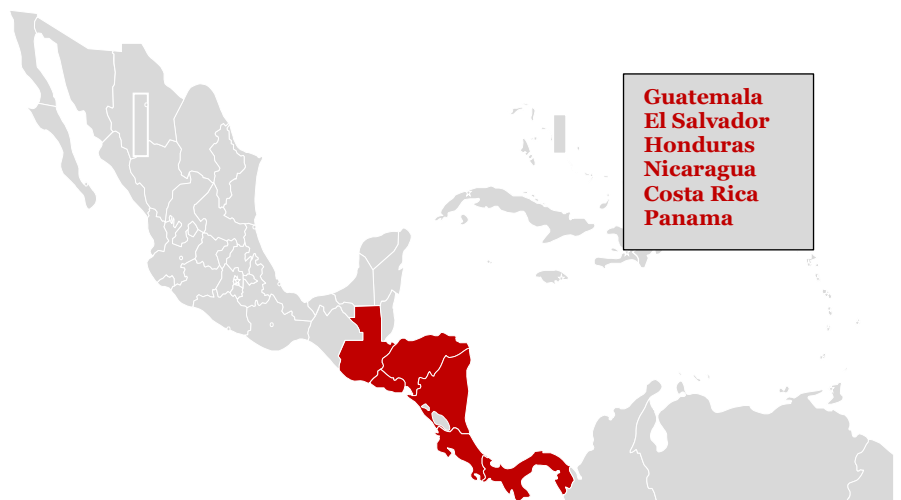 Guatemala
El Salvador
Honduras
Nicaragua
Costa Rica
Panama